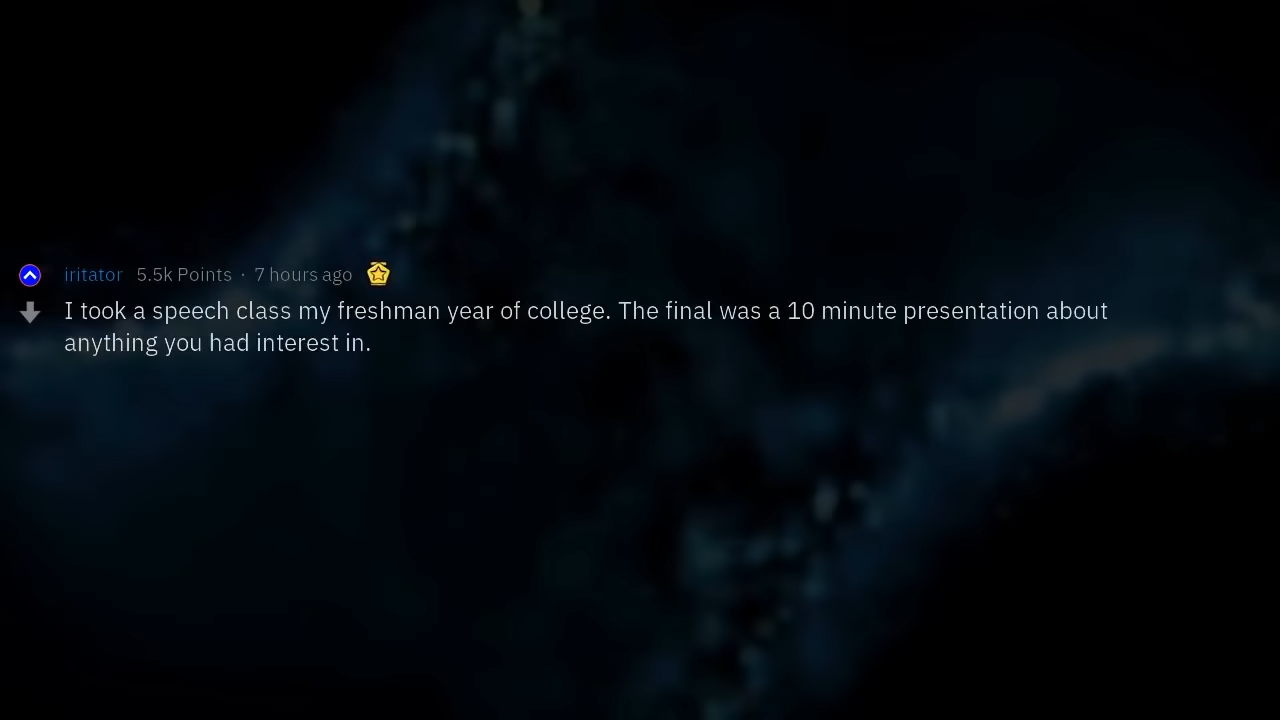 iritator 5.5k Points · 7 hours ago
I took a speech class my freshman year of college. The final was a 10 minute presentation about
anything you had interest in.